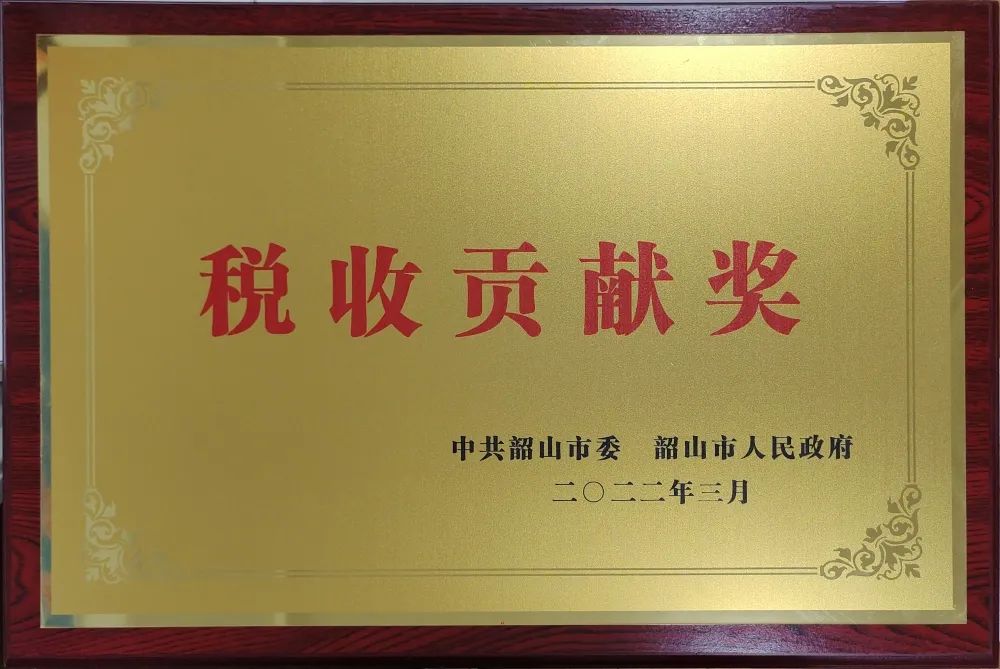 税收贡献奖
中共韶山市委 韶山市人民政府
二〇二二年三月